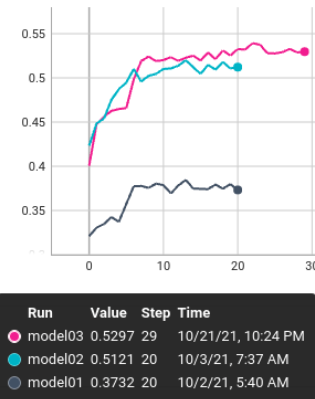 0.55
0.5
0.45
0.4
0.35
0 10 20 30
Run Value Step Time
model03 0.5297 29 10/21/21, 10:24 PM
model02 0.5121 20 10/3/21, 7:37 AM
model01 0.3732 20 10/2/21, 5:40 AM